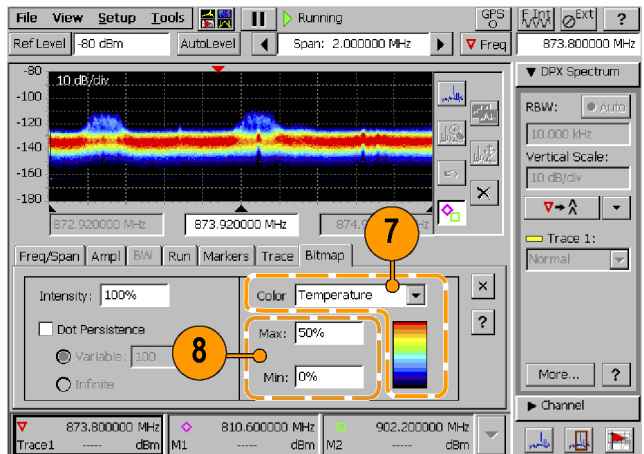 File View Setup Tools Running GPS F Int Ext ?
Ref Level -80 dBm AutoLevel Span: 2.000000 MHz Freq 873.800000 MHz
-80 10 dB/div
-100
-120
-140
-160
-180
872.920000 MHz 873.920000 MHz 874.
DPX Spectrum
RBW: Auto
10.000 kHz
Vertical Scale:
10 dB/div
Trace 1:
Normal
More... ?
Channel
7
Freq/Span Ampl BW Run Markers Trace Bitmap
Intensity: 100% Color Temperature
Dot Persistence Max: 50% ?
Variable: 100 8
Infinite Min: 0%
873.800000 MHz 810.600000 MHz 902.200000 MHz
Trace1 ----- dBm M1 ----- dBm M2 ----- dBm